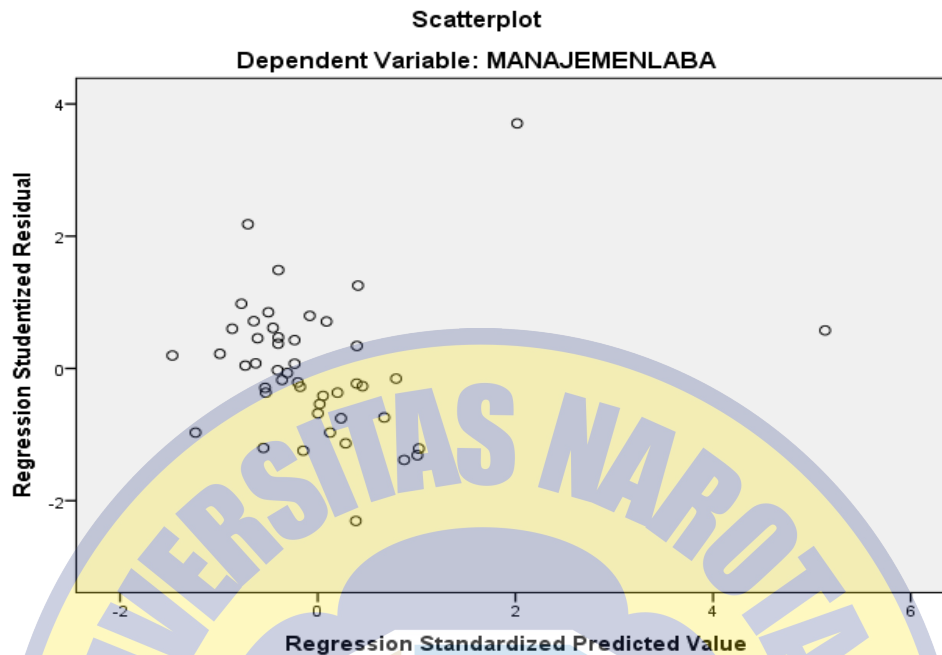 Scatterplot
Dependent Variable: MANAJEMENLABA
Regression Studentized Residual
4
2
0
-2
-2 0 2 4 6
Regression Standardized Predicted Value
VERSITAS NAROTA